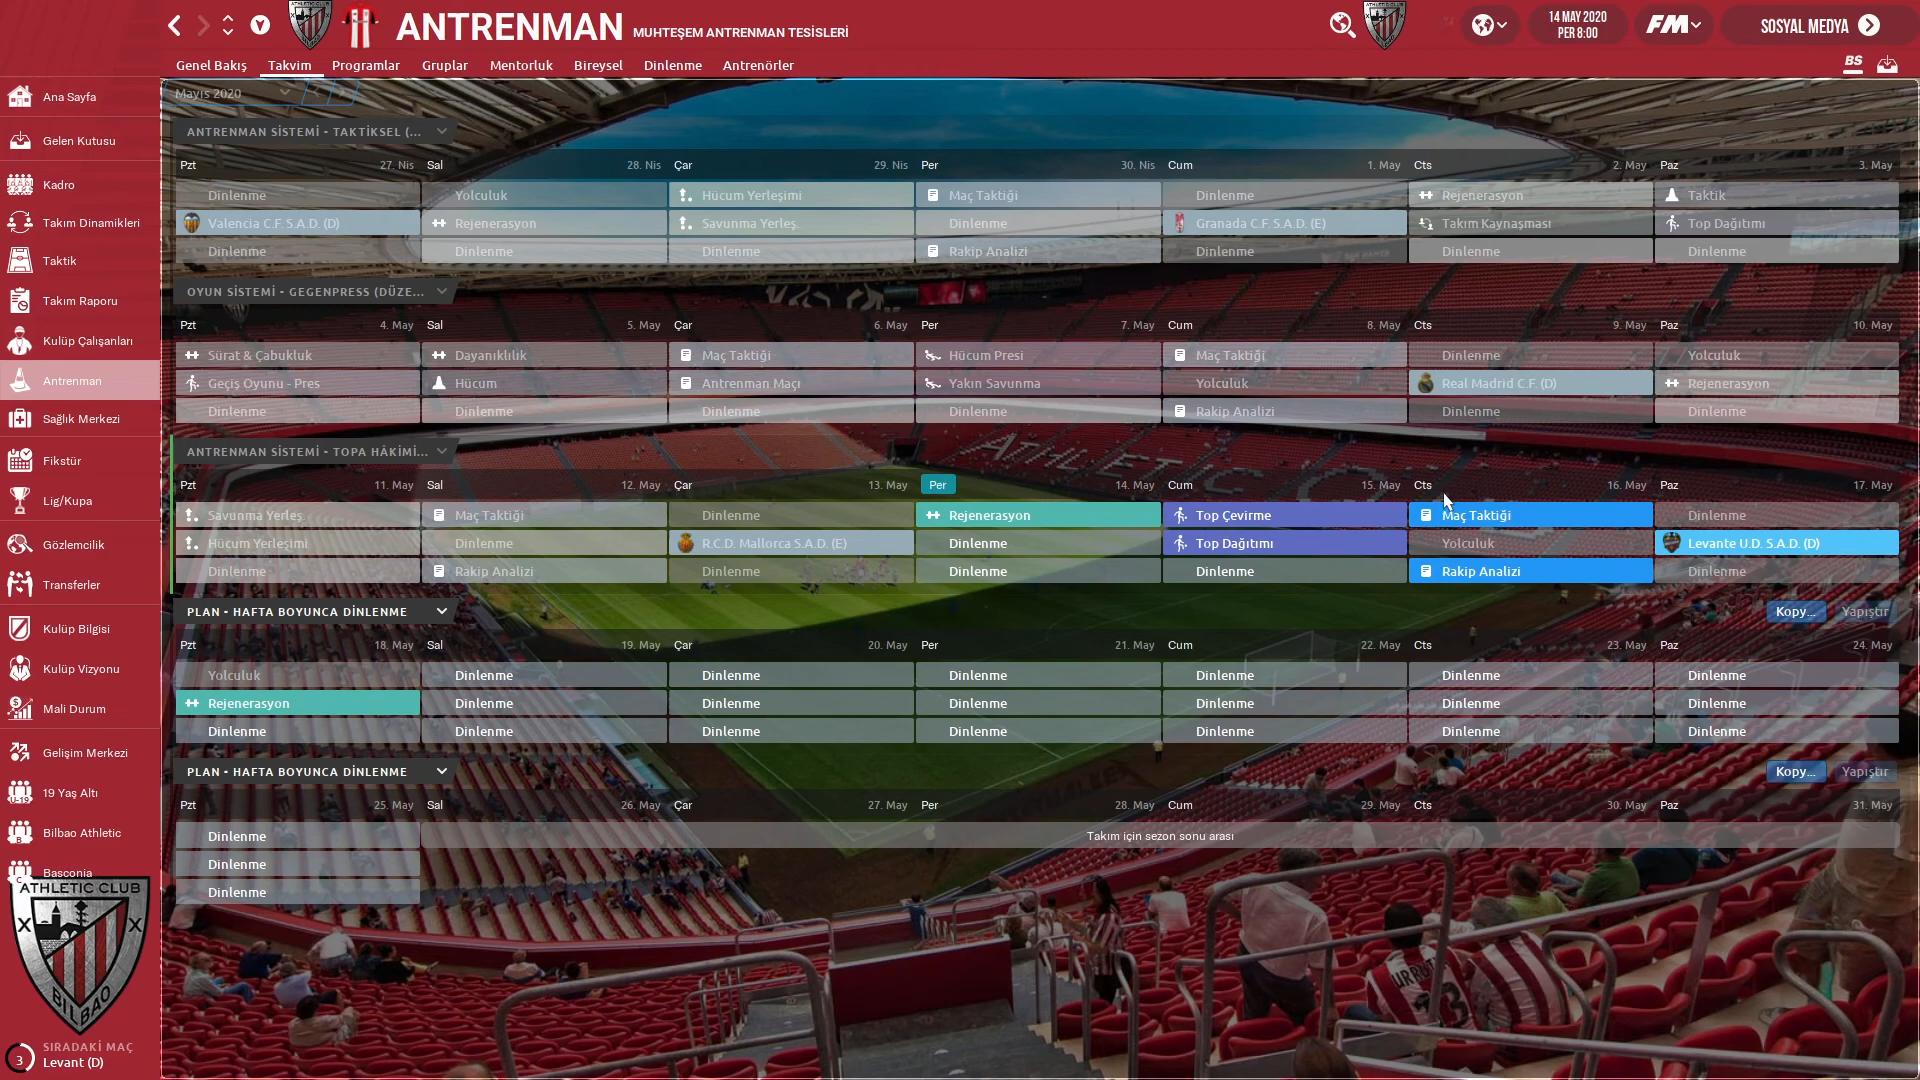 ANTRENMAN MUHTEŞEM ANTRENMAN TESİSLERİ
14 MAY 2020
PER 8:00
FM
SOSYAL MEDYA
Genel Bakış Takvim Programlar Gruplar Mentorluk Bireysel Dinlenme Antrenörler
BS
Ana Sayfa
Gelen Kutusu
Kadro
Takım Dinamikleri
Taktik
Takım Raporu
Kulüp Çalışanları
Antrenman
Sağlık Merkezi
Fikstür
Lig/Kupa
Gözlemcilik
Transferler
Kulüp Bilgisi
Kulüp Vizyonu
Mali Durum
Gelişim Merkezi
19 Yaş Altı
Bilbao Athletic
Basconia
ATHLETIC CLUB
BILBAO
SIRADAKİ MAÇ
3 Levant (D)
Mayıs 2020
ANTRENMAN SİSTEMİ - TAKTİKSEL (...
Pzt 27. Nis Sal 28. Nis Çar 29. Nis Per 30. Nis Cum 1. May Cts 2. May Paz 3. May
Dinlenme Yolculuk Hücum Yerleşimi Maç Taktiği Dinlenme Rejenerasyon Taktik
Valencia C.F. S.A.D. (D) Rejenerasyon Savunma Yerleş. Dinlenme Granada C.F. S.A.D. (E) Takım Kaynaşması Top Dağıtımı
Dinlenme Dinlenme Dinlenme Rakip Analizi Dinlenme Dinlenme Dinlenme
OYUN SİSTEMİ - GEGENPRESS (DÜZE...
Pzt 4. May Sal 5. May Çar 6. May Per 7. May Cum 8. May Cts 9. May Paz 10. May
Sürat & Çabukluk Dayanıklılık Maç Taktiği Hücum Presi Maç Taktiği Dinlenme Yolculuk
Geçiş Oyunu - Pres Hücum Antrenman Maçı Yakın Savunma Yolculuk Real Madrid C.F. (D) Rejenerasyon
Dinlenme Dinlenme Dinlenme Dinlenme Rakip Analizi Dinlenme Dinlenme
ANTRENMAN SİSTEMİ - TOPA HÂKİMİ...
Pzt 11. May Sal 12. May Çar 13. May Per 14. May Cum 15. May Cts 16. May Paz 17. May
Savunma Yerleş. Maç Taktiği Dinlenme Rejenerasyon Top Çevirme Maç Taktiği Dinlenme
Hücum Yerleşimi Dinlenme R.C.D. Mallorca S.A.D. (E) Dinlenme Top Dağıtımı Yolculuk Levante U.D. S.A.D. (D)
Dinlenme Rakip Analizi Dinlenme Dinlenme Dinlenme Rakip Analizi Dinlenme
PLAN - HAFTA BOYUNCA DİNLENME Kopy... Yapıştır
Pzt 18. May Sal 19. May Çar 20. May Per 21. May Cum 22. May Cts 23. May Paz 24. May
Yolculuk Dinlenme Dinlenme Dinlenme Dinlenme Dinlenme Dinlenme
Rejenerasyon Dinlenme Dinlenme Dinlenme Dinlenme Dinlenme Dinlenme
Dinlenme Dinlenme Dinlenme Dinlenme Dinlenme Dinlenme Dinlenme
PLAN - HAFTA BOYUNCA DİNLENME Kopy... Yapıştır
Pzt 25. May Sal 26. May Çar 27. May Per 28. May Cum 29. May Cts 30. May Paz 31. May
Dinlenme Takım için sezon sonu arası
Dinlenme
Dinlenme